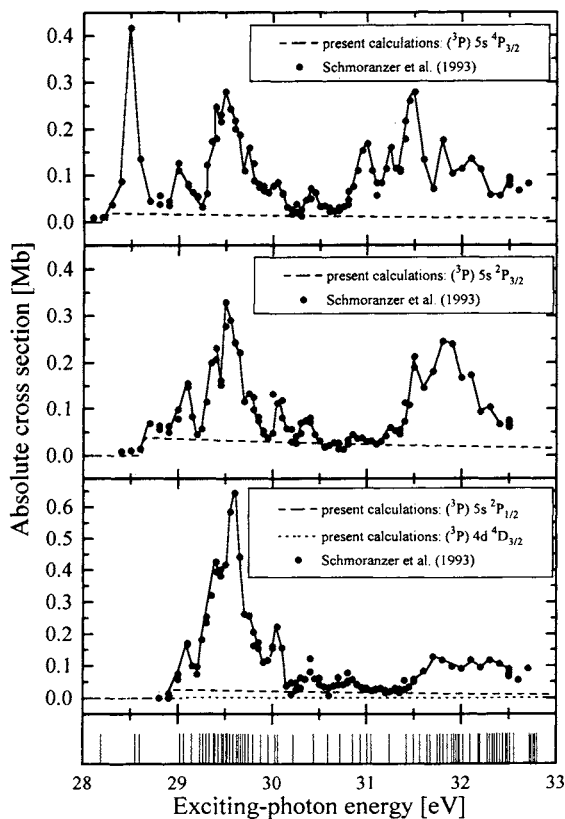 Absolute cross section [Mb]
0.4
0.3
0.2
0.1
0.0
present calculations: (³P) 5s ⁴P₃/₂
Schmoranzer et al. (1993)
0.4
0.3
0.2
0.1
0.0
present calculations: (³P) 5s ²P₃/₂
Schmoranzer et al. (1993)
0.6
0.5
0.4
0.3
0.2
0.1
0.0
present calculations: (³P) 5s ²P₁/₂
present calculations: (³P) 4d ⁴D₃/₂
Schmoranzer et al. (1993)
28 29 30 31 32 33
Exciting-photon energy [eV]